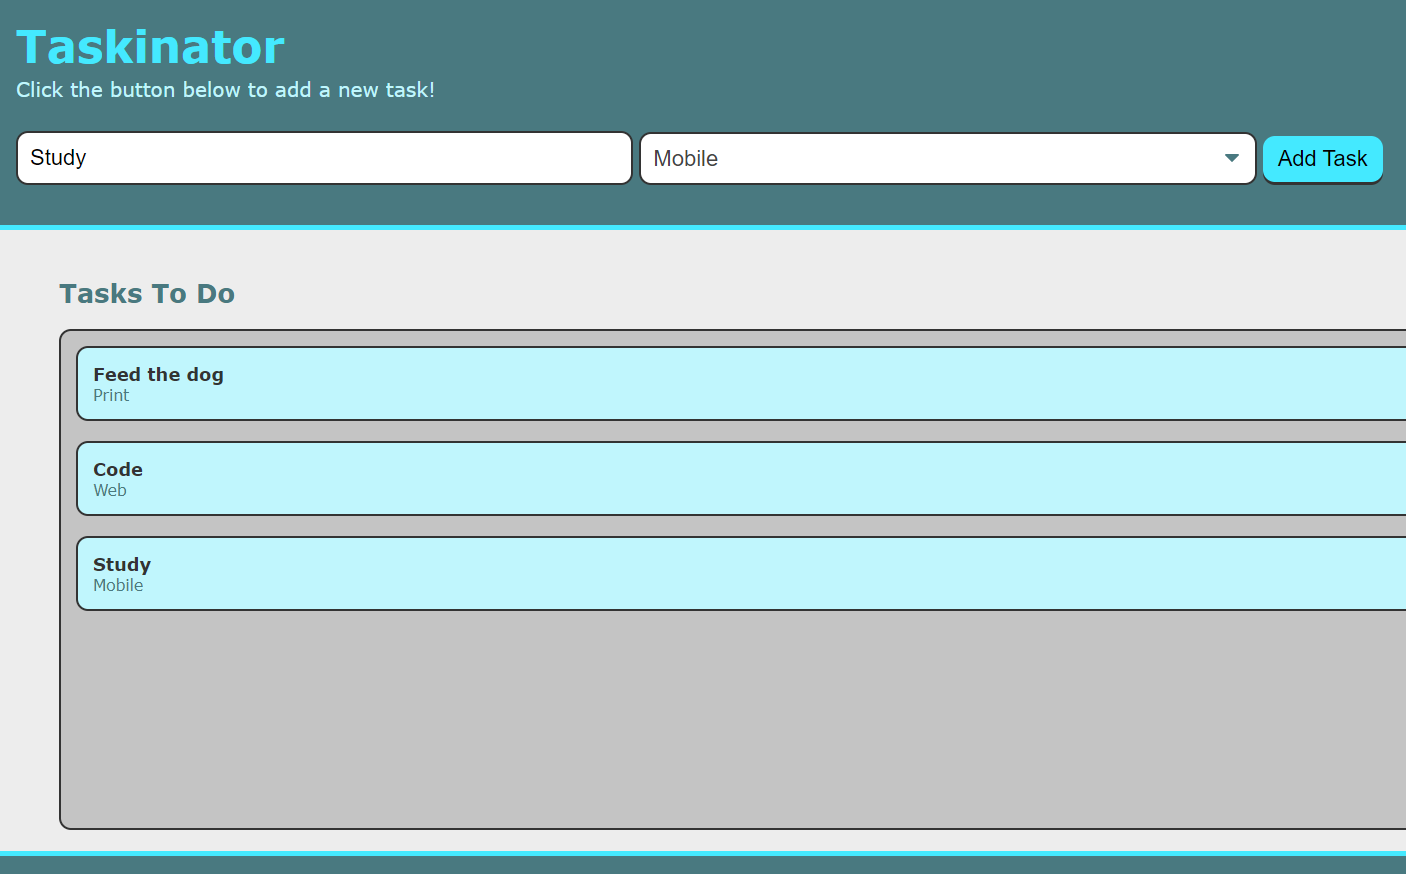 Taskinator
Click the button below to add a new task!
Study
Mobile
Add Task
Tasks To Do
Feed the dog
Print
Code
Web
Study
Mobile